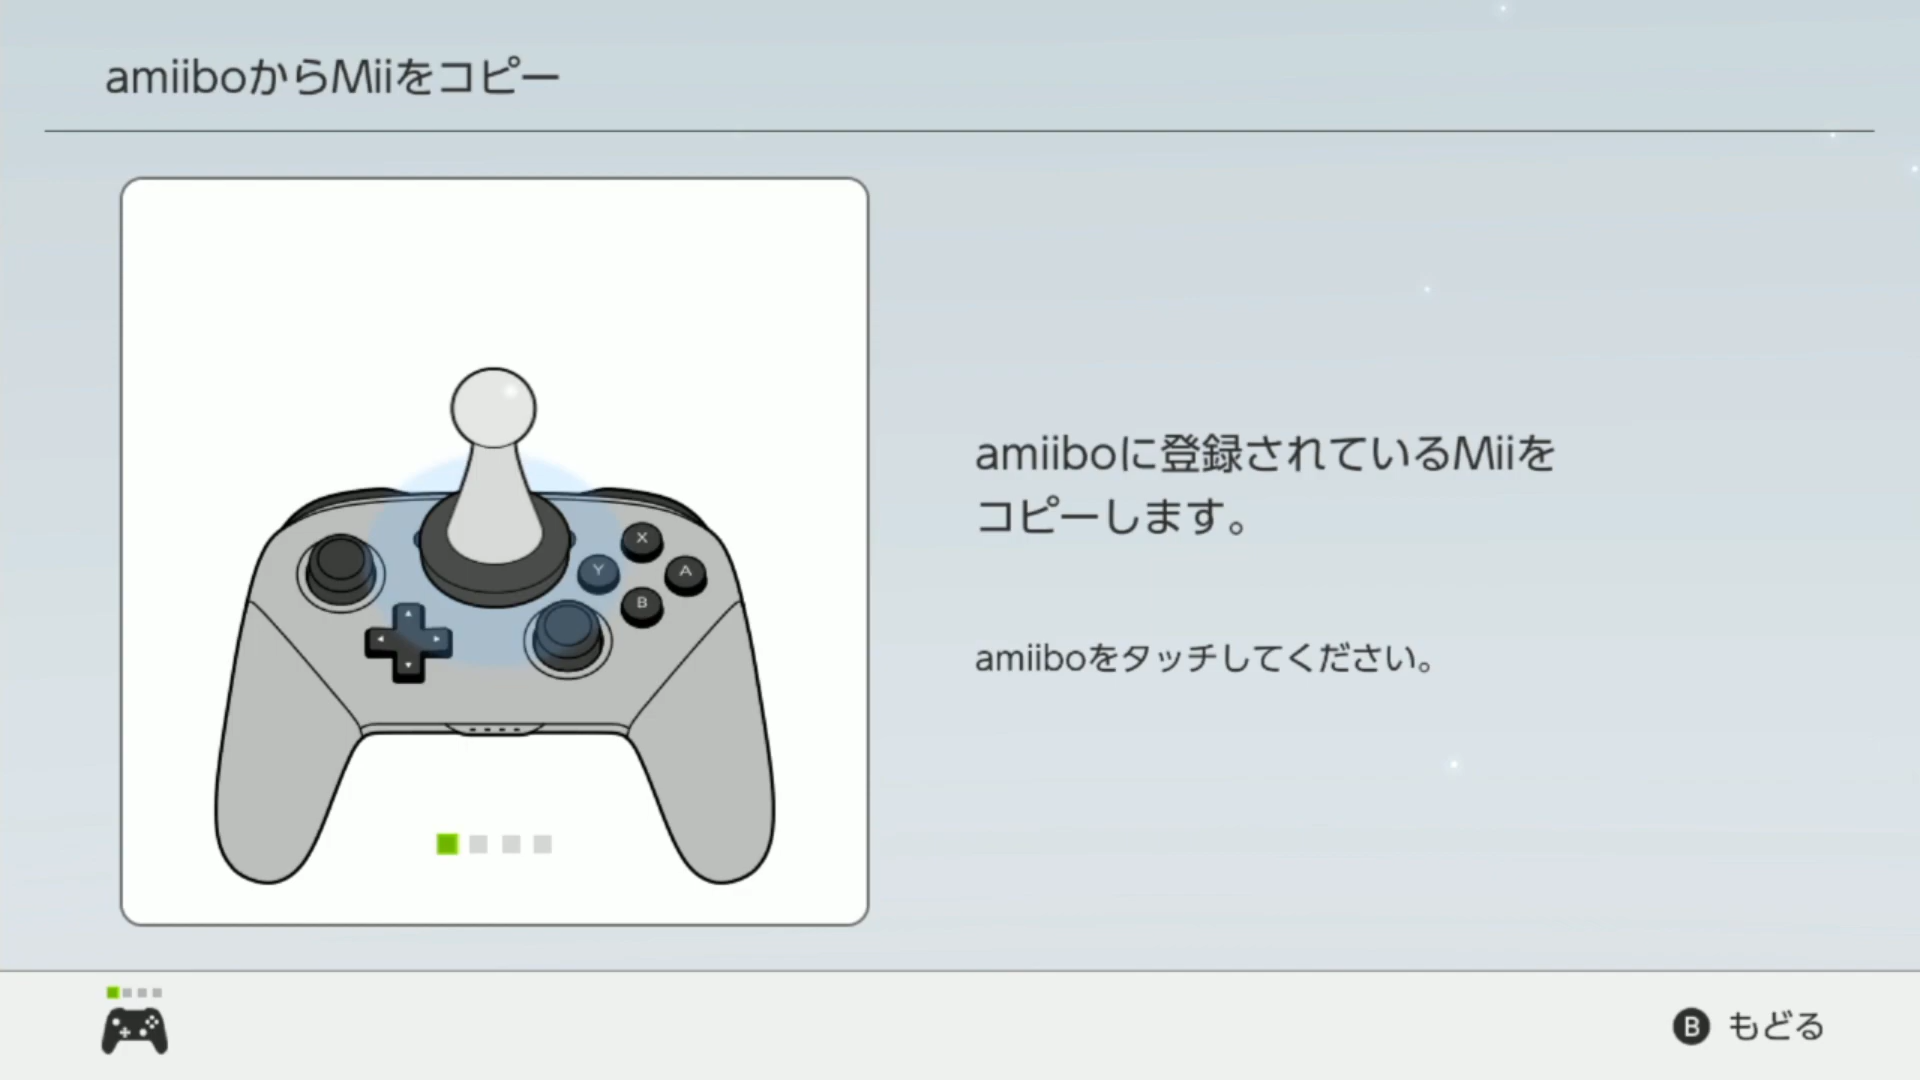 amiiboからMiiをコピー
X
Y
A
B
amiiboに登録されているMiiを
コピーします。
amiiboをタッチしてください。
B もどる